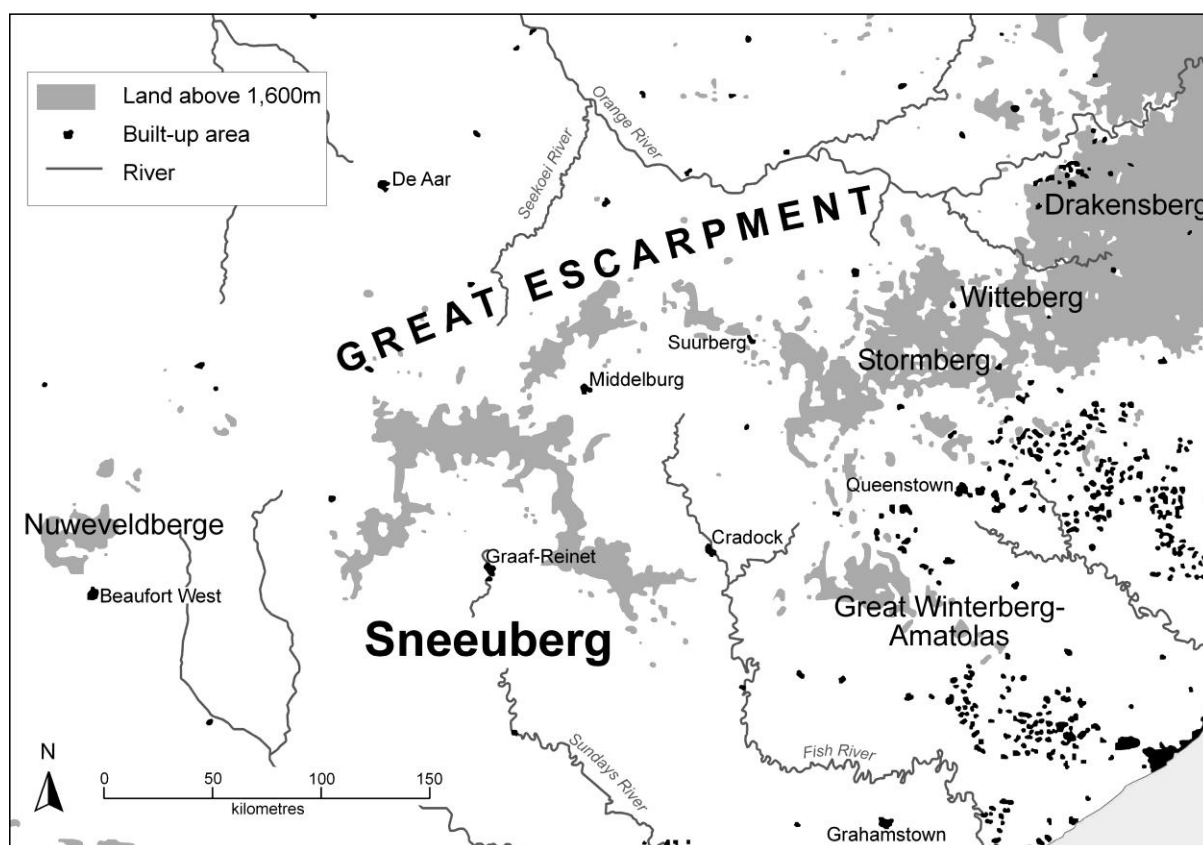 Land above 1,600m
Built-up area
River
De Aar
Seekoei River
Orange River
GREAT ESCARPMENT
Drakensberg
Witteberg
Suurberg
Stormberg
Middelburg
Queenstown
Nuweveldberge
Cradock
Graaf-Reinet
Beaufort West
Great Winterberg-
Amatolas
Sneeuberg
N
0 50 100 150
kilometres
Sundays River
Fish River
Grahamstown